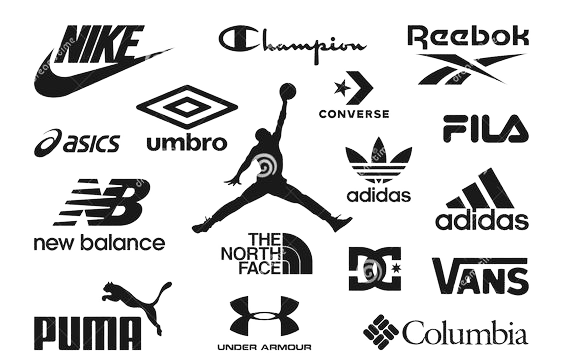 NIKE
Champion
Reebok
CONVERSE
asics
umbro
FILA
adidas
adidas
new balance
THE
NORTH
FACE
DC
VANS
PUMA
UNDER ARMOUR
Columbia